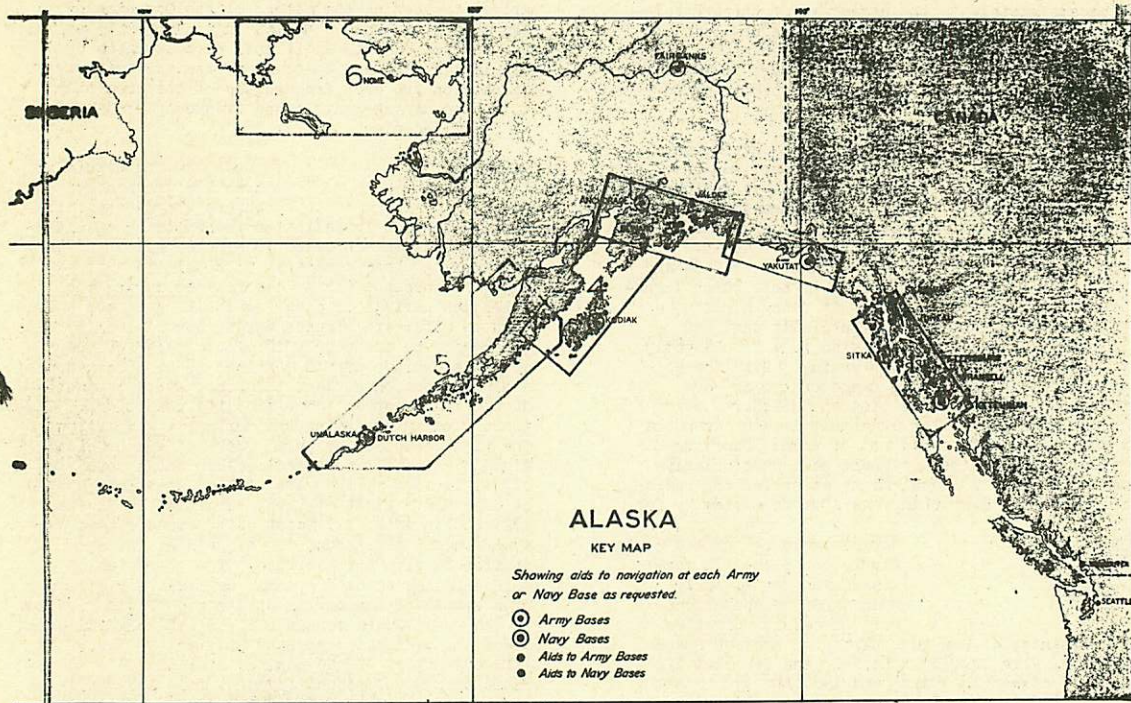 FAIRBANKS
6 NOME
SIBERIA
CANADA
ANCHORAGE
VALDEZ
2
YAKUTAT
4
KODIAK
JUNEAU
SITKA
5
KETCHIKAN
UNALASKA
DUTCH HARBOR
ALASKA
KEY MAP
Showing aids to navigation at each Army
or Navy Base as requested.
Army Bases
Navy Bases
Aids to Army Bases
Aids to Navy Bases
SEATTLE